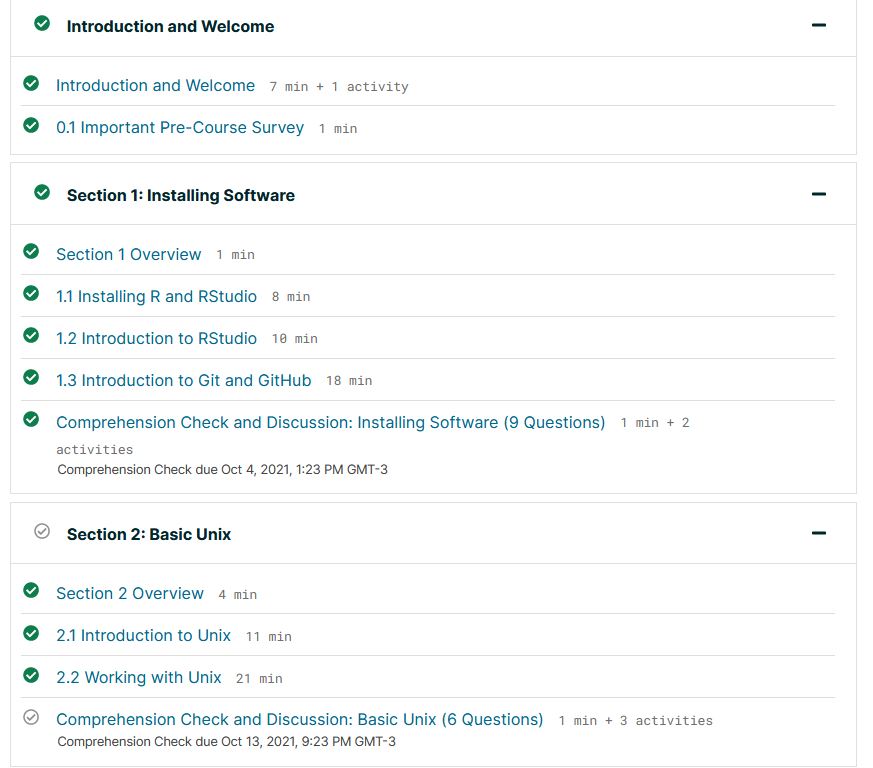 Introduction and Welcome
Introduction and Welcome 7 min + 1 activity
0.1 Important Pre-Course Survey 1 min
Section 1: Installing Software
Section 1 Overview 1 min
1.1 Installing R and RStudio 8 min
1.2 Introduction to RStudio 10 min
1.3 Introduction to Git and GitHub 18 min
Comprehension Check and Discussion: Installing Software (9 Questions) 1 min + 2
activities
Comprehension Check due Oct 4, 2021, 1:23 PM GMT-3
Section 2: Basic Unix
Section 2 Overview 4 min
2.1 Introduction to Unix 11 min
2.2 Working with Unix 21 min
Comprehension Check and Discussion: Basic Unix (6 Questions) 1 min + 3 activities
Comprehension Check due Oct 13, 2021, 9:23 PM GMT-3